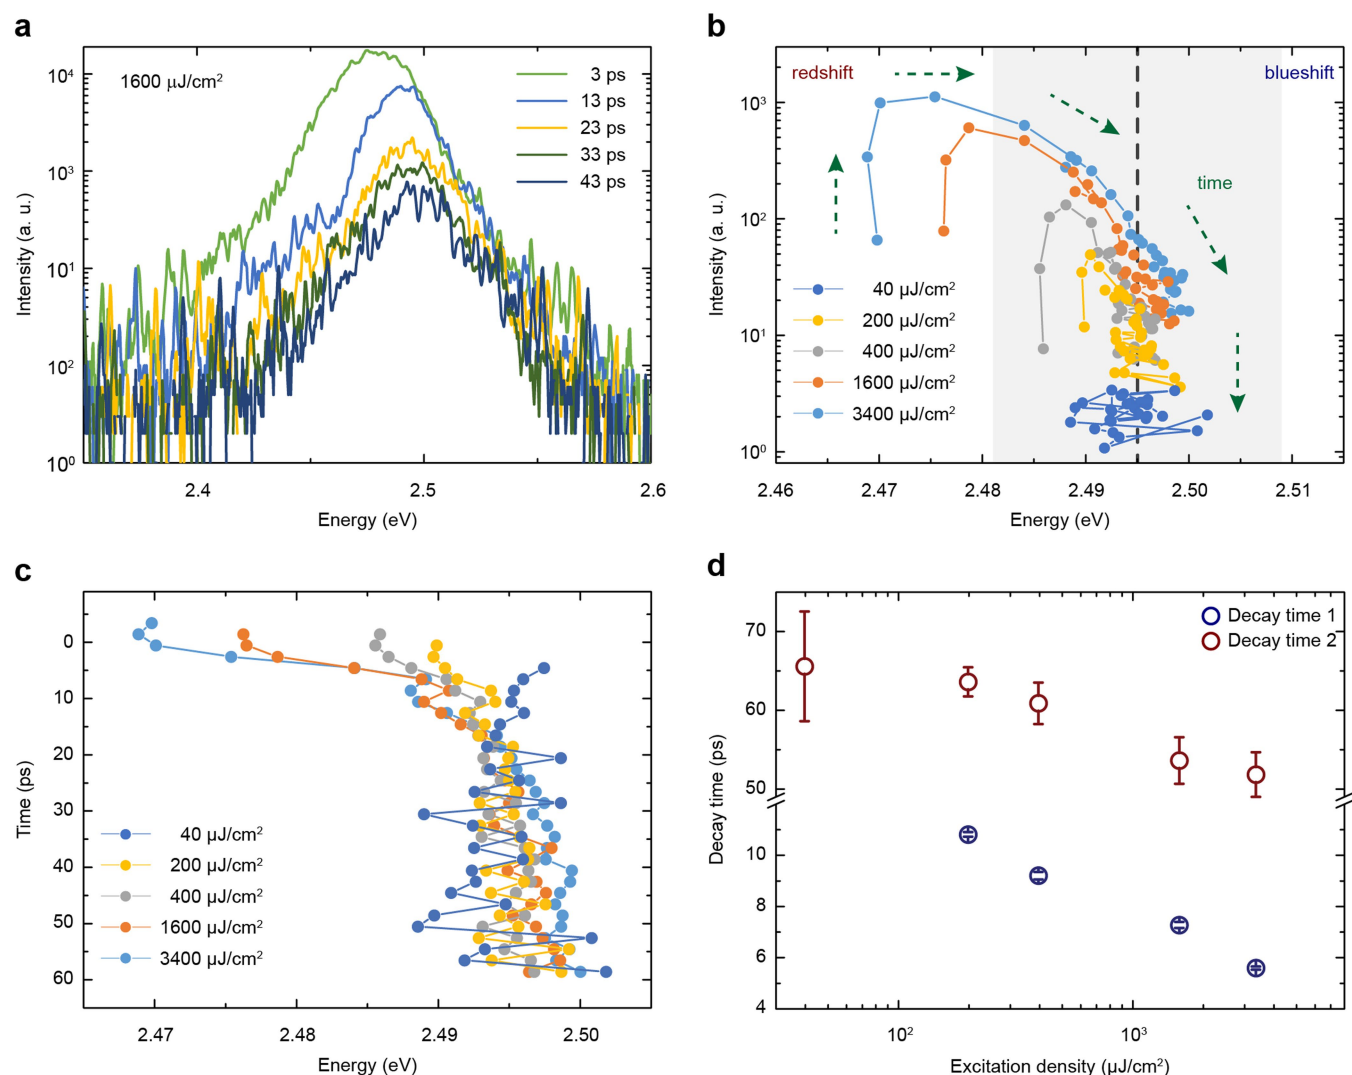 a
1600 µJ/cm²
3 ps
13 ps
23 ps
33 ps
43 ps
10⁴
10³
10¹
10²
10⁰
Intensity (a. u.)
2.4
2.5
2.6
Energy (eV)
b
redshift
blueshift
time
10³
10²
10¹
10⁰
Intensity (a. u.)
40 µJ/cm²
200 µJ/cm²
400 µJ/cm²
1600 µJ/cm²
3400 µJ/cm²
2.46
2.47
2.48
2.49
2.50
2.51
Energy (eV)
c
0
10
20
30
40
50
60
Time (ps)
40 µJ/cm²
200 µJ/cm²
400 µJ/cm²
1600 µJ/cm²
3400 µJ/cm²
2.47
2.48
2.49
2.50
Energy (eV)
d
Decay time 1
Decay time 2
70
60
50
10
8
6
4
Decay time (ps)
10²
10³
Excitation density (µJ/cm²)